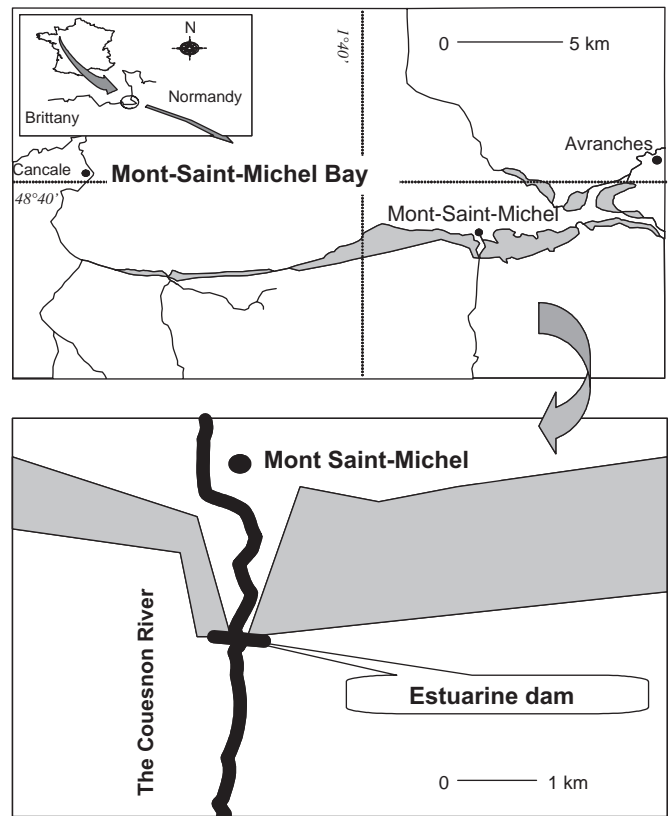 N
Normandy
Brittany
1°40'
0 5 km
Avranches
Cancale
Mont-Saint-Michel Bay
48°40'
Mont-Saint-Michel
Mont Saint-Michel
The Couesnon River
Estuarine dam
0 1 km